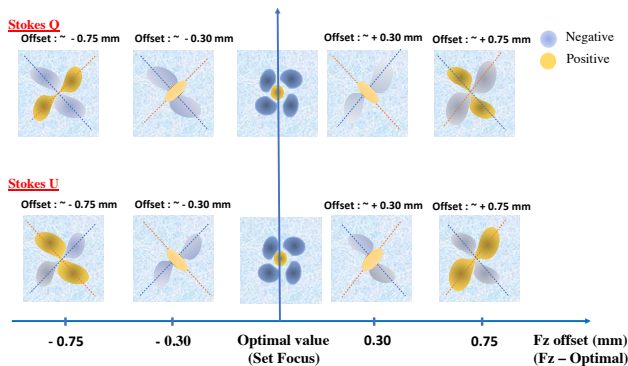 Stokes Q
Offset : ~ - 0.75 mm
Offset : ~ - 0.30 mm
Offset : ~ + 0.30 mm
Offset : ~ + 0.75 mm
Negative
Positive
Stokes U
Offset : ~ - 0.75 mm
Offset : ~ - 0.30 mm
Offset : ~ + 0.30 mm
Offset : ~ + 0.75 mm
- 0.75
- 0.30
Optimal value
(Set Focus)
0.30
0.75
Fz offset (mm)
(Fz – Optimal)